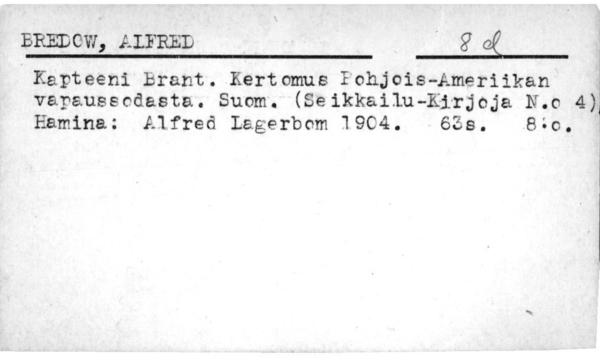 BREDOW, ALFRED 8 d
Kapteeni Brant. Kertomus Pohjois-Ameriikan
vapaussodasta. Suom. (Seikkailu-Kirjoja N.o 4)
Hamina: Alfred Lagerbom 1904. 63s. 8:o.